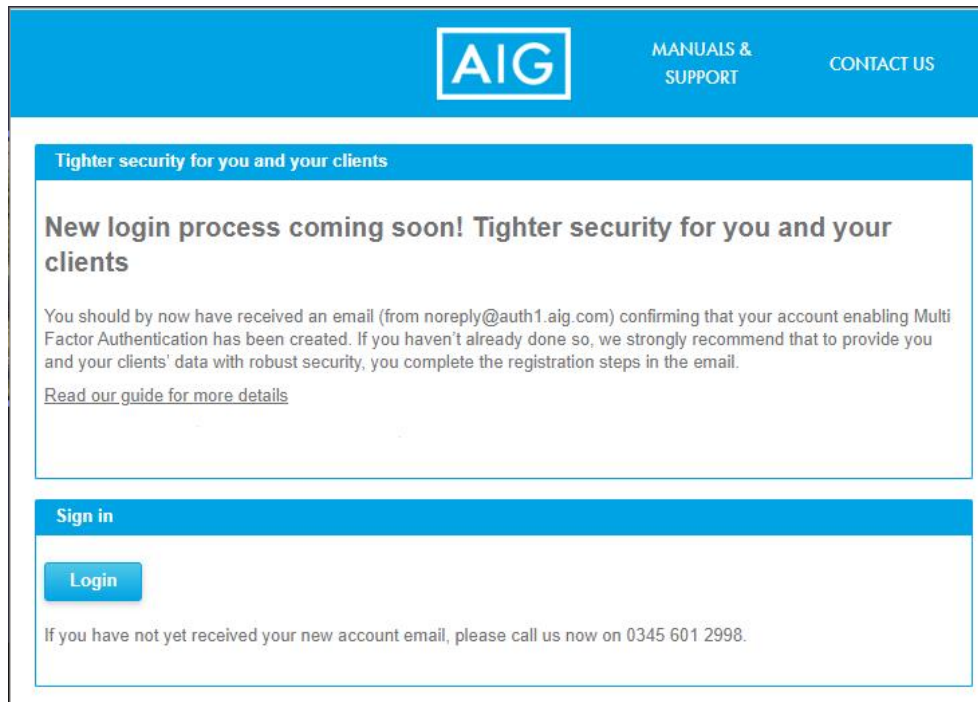 AIG
MANUALS &
SUPPORT
CONTACT US
Tighter security for you and your clients
New login process coming soon! Tighter security for you and your
clients
You should by now have received an email (from noreply@auth1.aig.com) confirming that your account enabling Multi
Factor Authentication has been created. If you haven’t already done so, we strongly recommend that to provide you
and your clients’ data with robust security, you complete the registration steps in the email.
Read our guide for more details
Sign in
Login
If you have not yet received your new account email, please call us now on 0345 601 2998.